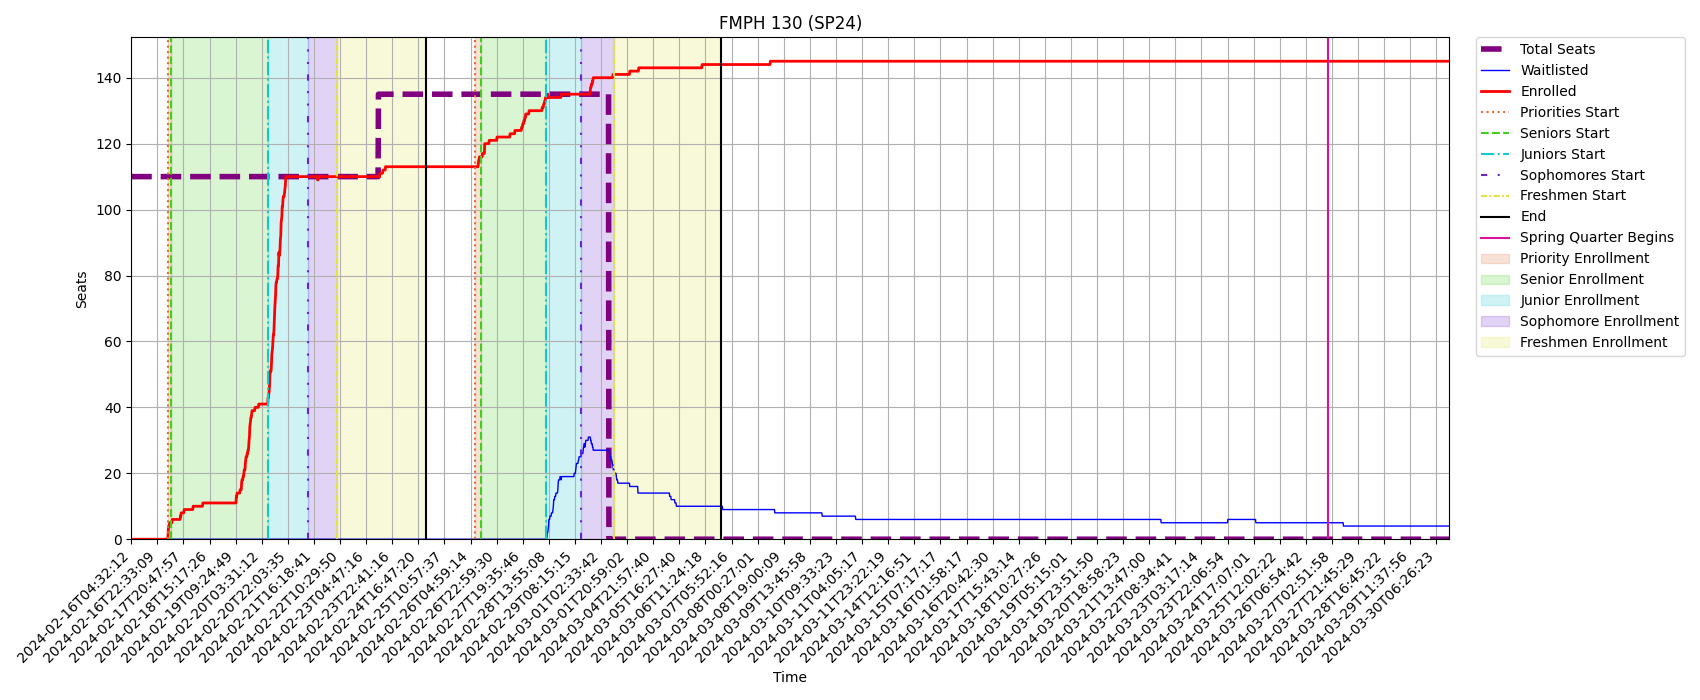 FMPH 130 (SP24)
Seats
140
120
100
80
60
40
20
0
2024-02-16T04:32:12
2024-02-16T22:33:09
2024-02-17T20:47:57
2024-02-18T15:17:26
2024-02-19T09:24:49
2024-02-20T03:31:12
2024-02-20T22:03:35
2024-02-21T16:18:41
2024-02-22T10:29:50
2024-02-23T04:47:16
2024-02-23T22:41:16
2024-02-24T16:47:20
2024-02-25T10:57:37
2024-02-26T04:59:14
2024-02-26T22:59:30
2024-02-27T19:35:46
2024-02-28T13:55:08
2024-02-29T08:15:15
2024-03-01T02:33:42
2024-03-01T20:59:02
2024-03-04T21:57:40
2024-03-05T16:27:40
2024-03-06T11:24:18
2024-03-07T05:52:16
2024-03-08T00:27:01
2024-03-08T19:00:09
2024-03-09T13:45:58
2024-03-10T09:33:23
2024-03-11T04:05:17
2024-03-11T23:22:19
2024-03-14T12:16:51
2024-03-15T07:17:17
2024-03-16T01:58:17
2024-03-16T20:42:30
2024-03-17T15:43:14
2024-03-18T10:27:26
2024-03-19T05:15:01
2024-03-19T23:51:50
2024-03-20T18:58:23
2024-03-21T13:47:00
2024-03-22T08:34:41
2024-03-23T03:17:14
2024-03-23T22:06:54
2024-03-24T17:07:01
2024-03-25T12:02:22
2024-03-26T06:54:42
2024-03-27T02:51:58
2024-03-27T21:45:29
2024-03-28T16:45:22
2024-03-29T11:37:56
2024-03-30T06:26:23
Time
Total Seats
Waitlisted
Enrolled
Priorities Start
Seniors Start
Juniors Start
Sophomores Start
Freshmen Start
End
Spring Quarter Begins
Priority Enrollment
Senior Enrollment
Junior Enrollment
Sophomore Enrollment
Freshmen Enrollment